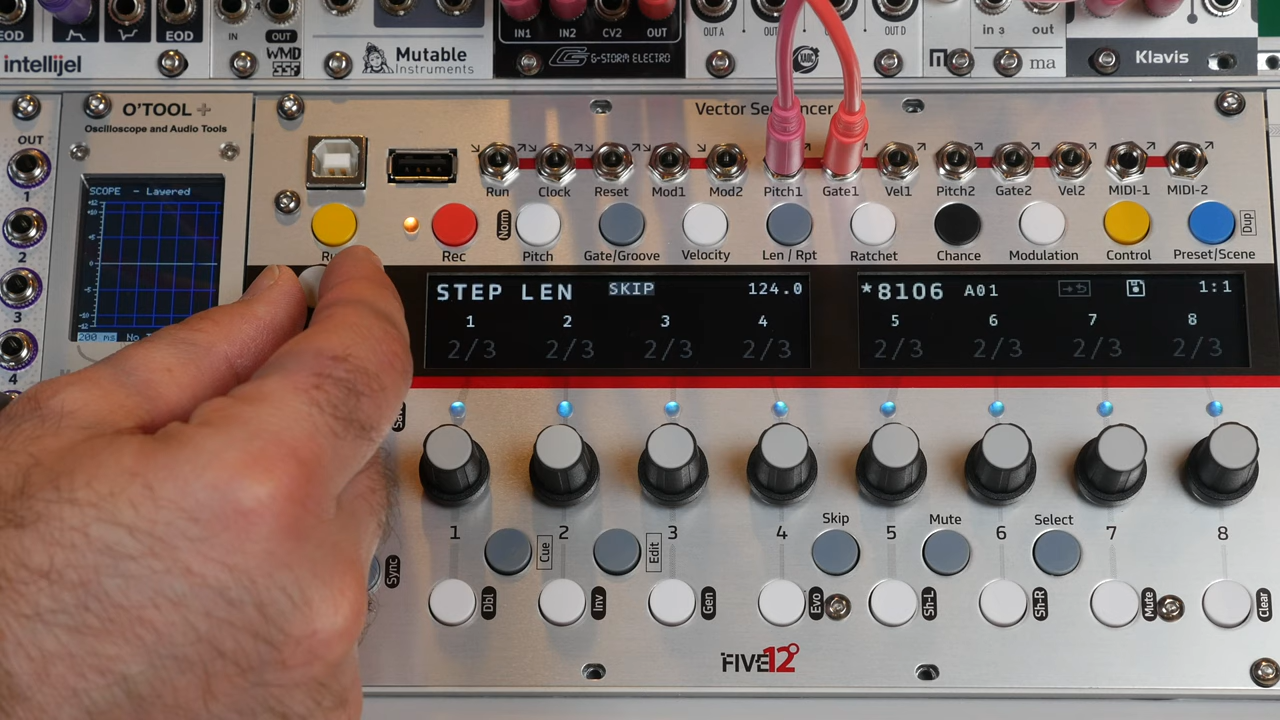 EOD
EOD
intellijel
IN
OUT
WMD
SSF
Mutable
Instruments
IN1 IN2 CV2 OUT
G-STORM ELECTRO
OUT A
OUT D
in 3 out
ma
Klavis
O'TOOL +
Oscilloscope and Audio Tools
Vector Sequencer
OUT
1
2
3
4
SCOPE - Layered
200 ms
Run Clock Reset Mod1 Mod2 Pitch1 Gate1 Vel1 Pitch2 Gate2 Vel2 MIDI-1 MIDI-2
Rec Norm Pitch Gate/Groove Velocity Len / Rpt Ratchet Chance Modulation Control Preset/Scene Dup
STEP LEN SKIP 124.0 *8106 A01 1:1
1 2 3 4 5 6 7 8
2/3 2/3 2/3 2/3 2/3 2/3 2/3 2/3
Skip Mute Select
1 2 3 4 5 6 7 8
Cue Edit
Sync
Dbl Inv Gen Evo Sh-L Sh-R Mute Clear
FIVE12